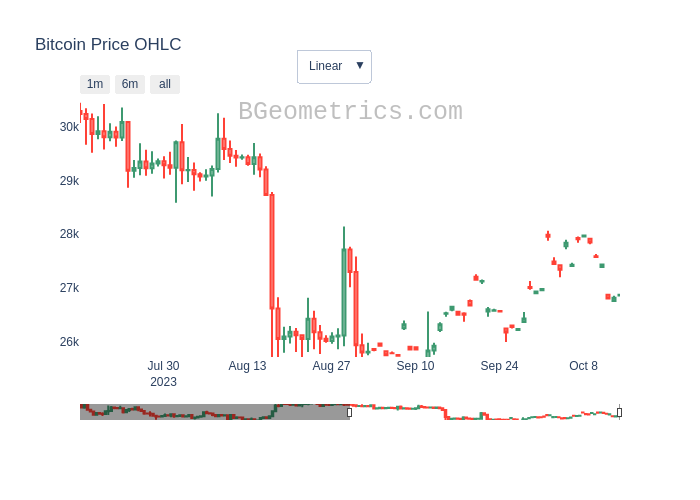 Bitcoin Price OHLC
Linear ▼
1m 6m all
BGeometrics.com
30k
29k
28k
27k
26k
Jul 30 Aug 13 Aug 27 Sep 10 Sep 24 Oct 8
2023